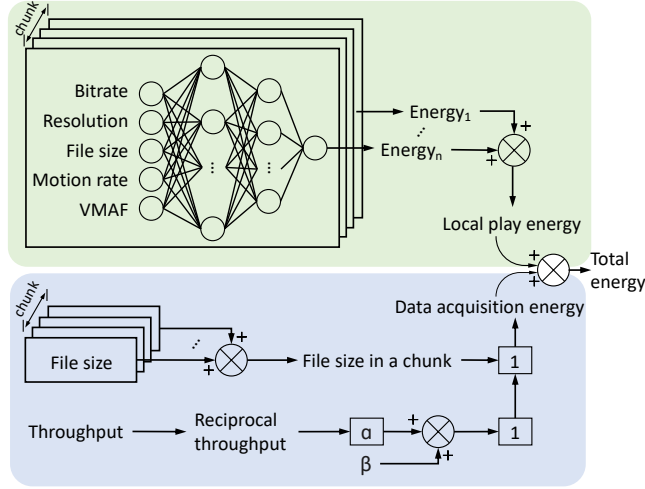 chunk
Bitrate
Resolution
File size
Motion rate
VMAF
...
...
Energy₁
...
Energyₙ
+
+
Local play energy
+
+
Total
energy
chunk
Data acquisition energy
File size
...
+
+
File size in a chunk
1
Throughput
Reciprocal
throughput
α
+
+
1
β